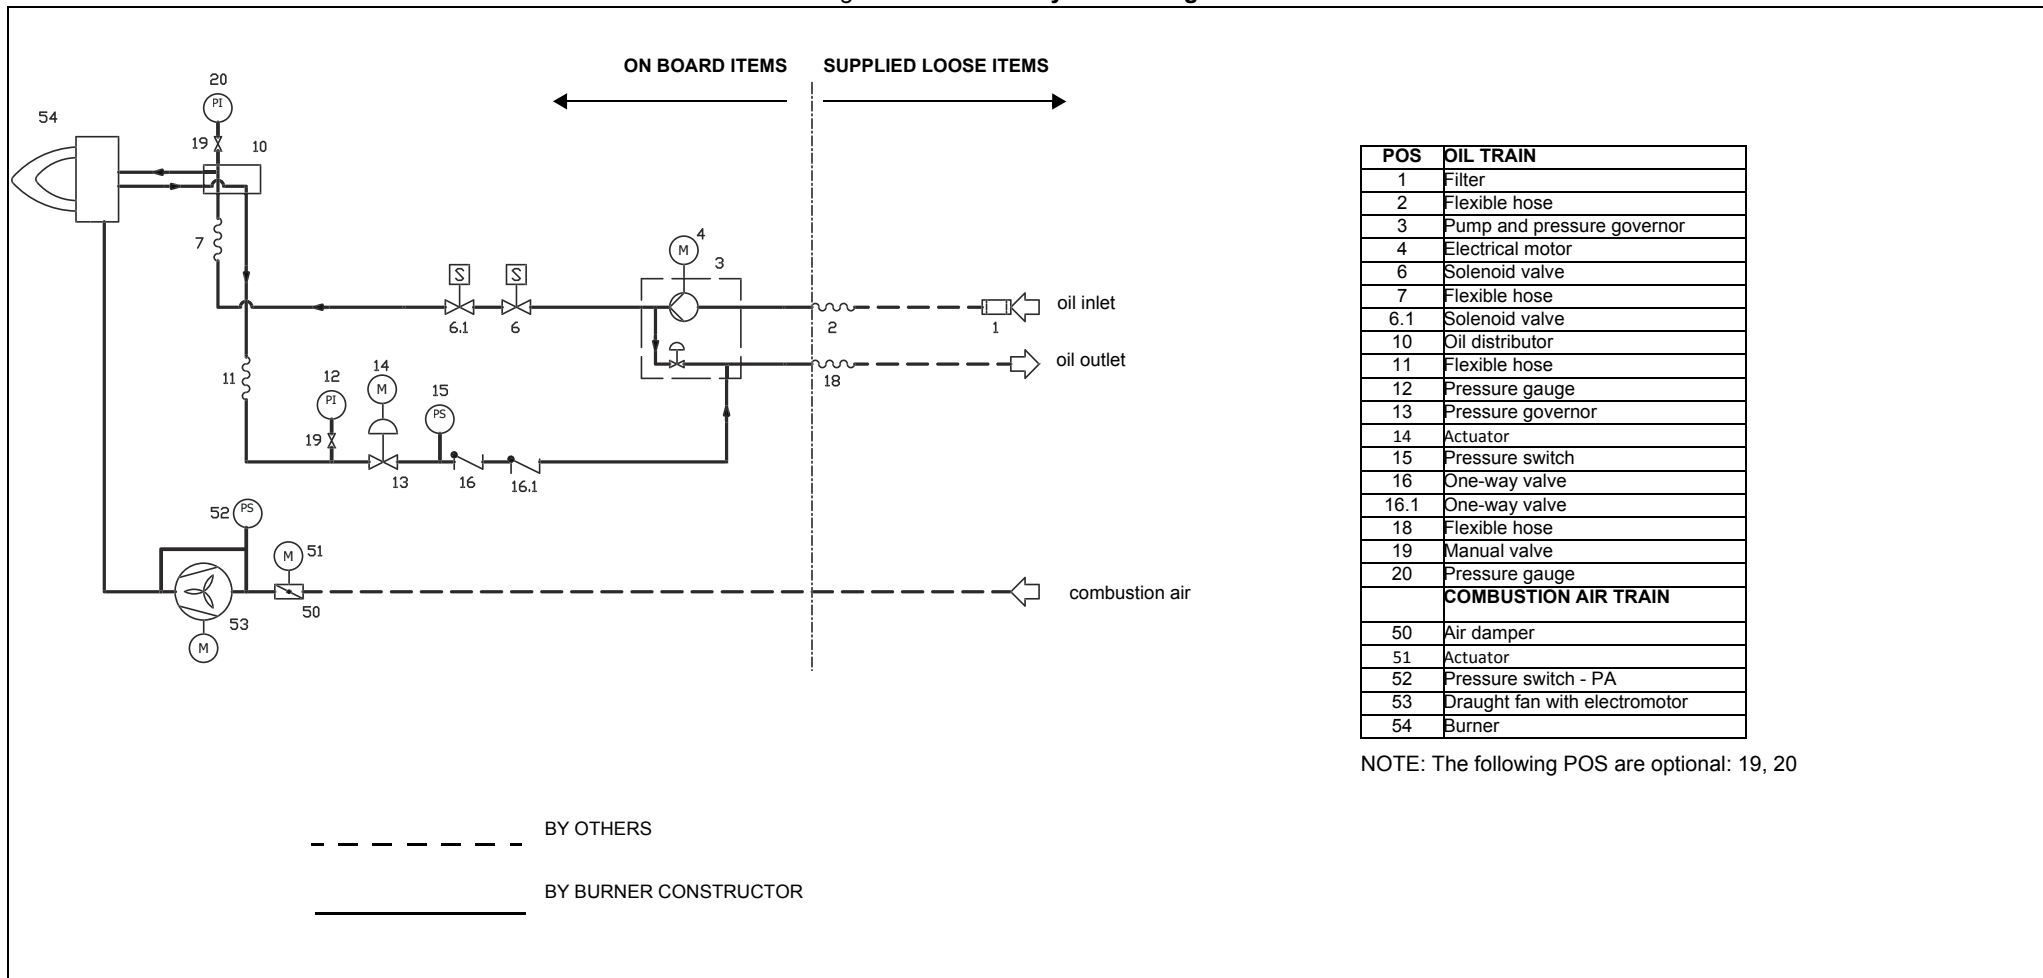 ON BOARD ITEMS
SUPPLIED LOOSE ITEMS
20
PI
54
19
10
7
4
M
3
S
S
6.1
6
2
1
oil inlet
oil outlet
18
11
12
PI
19
14
M
15
PS
13
16
16.1
52
PS
M
51
50
53
M
combustion air
POS OIL TRAIN
1 Filter
2 Flexible hose
3 Pump and pressure governor
4 Electrical motor
6 Solenoid valve
7 Flexible hose
6.1 Solenoid valve
10 Oil distributor
11 Flexible hose
12 Pressure gauge
13 Pressure governor
14 Actuator
15 Pressure switch
16 One-way valve
16.1 One-way valve
18 Flexible hose
19 Manual valve
20 Pressure gauge
COMBUSTION AIR TRAIN
50 Air damper
51 Actuator
52 Pressure switch - PA
53 Draught fan with electromotor
54 Burner
NOTE: The following POS are optional: 19, 20
BY OTHERS
BY BURNER CONSTRUCTOR